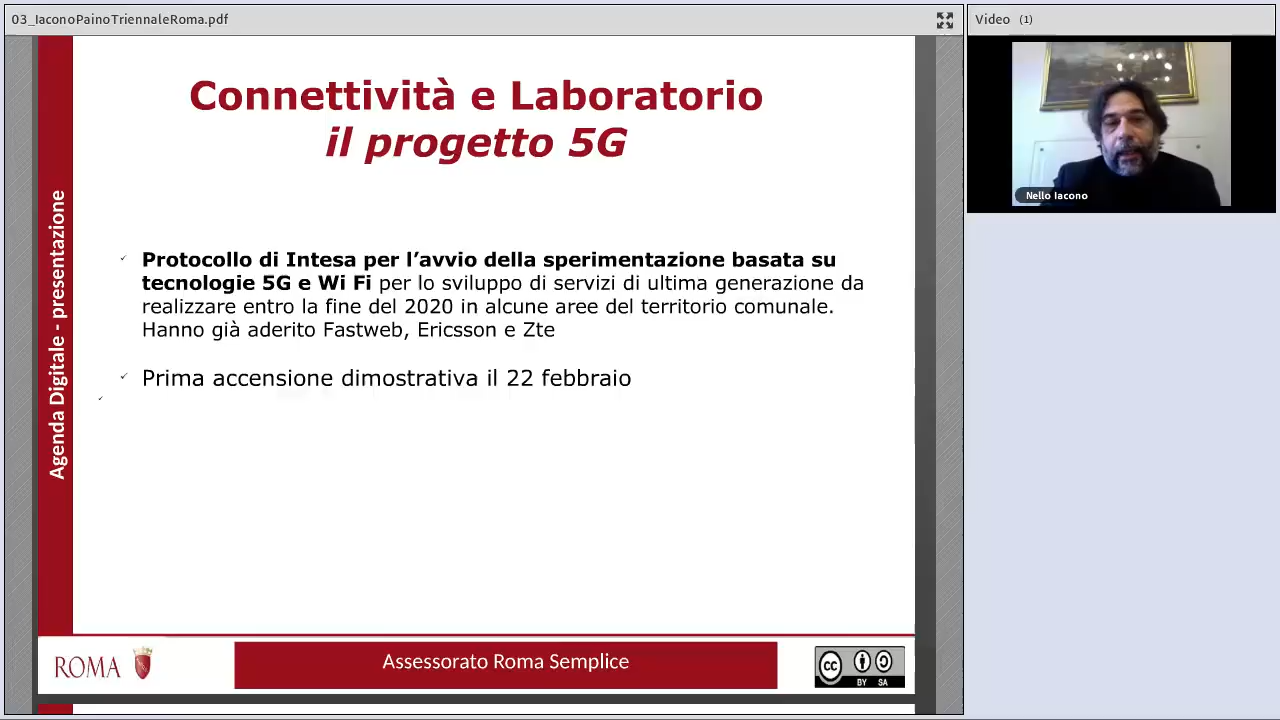 03_IaconoPainoTriennaleRoma.pdf
Video (1)
Connettività e Laboratorio
il progetto 5G
Agenda Digitale - presentazione
Protocollo di Intesa per l’avvio della sperimentazione basata su
tecnologie 5G e Wi Fi per lo sviluppo di servizi di ultima generazione da
realizzare entro la fine del 2020 in alcune aree del territorio comunale.
Hanno già aderito Fastweb, Ericsson e Zte
Prima accensione dimostrativa il 22 febbraio
Nello Iacono
ROMA
Assessorato Roma Semplice
cc
BY SA